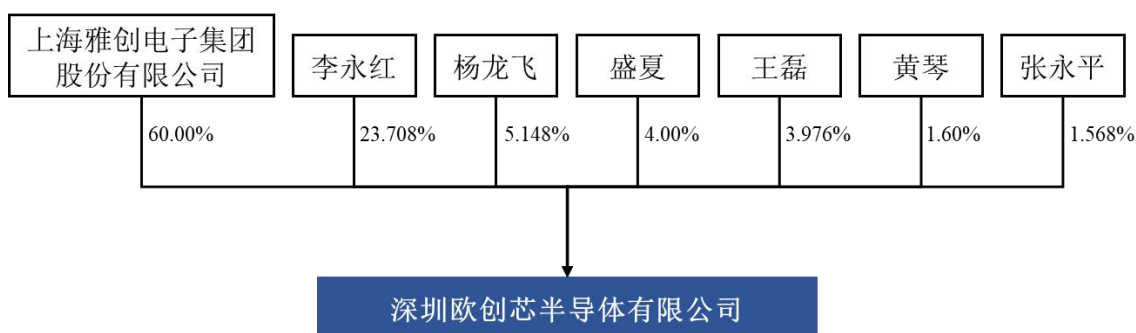 上海雅创电子集团
股份有限公司
李永红
杨龙飞
盛夏
王磊
黄琴
张永平
60.00%
23.708%
5.148%
4.00%
3.976%
1.60%
1.568%
深圳欧创芯半导体有限公司